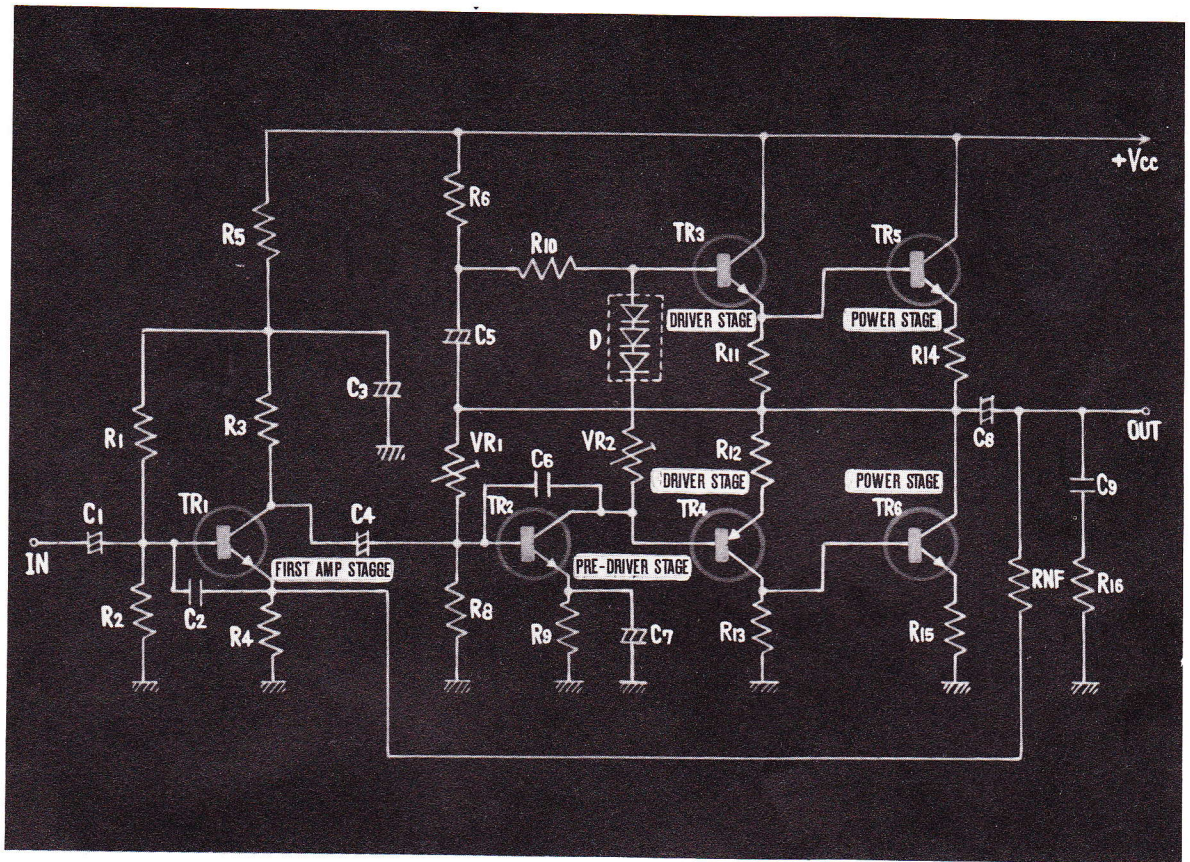 +Vcc
R6
R5
R10
TR3
TR5
DRIVER STAGE
POWER STAGE
C5
D
R11
R14
C3
R1
R3
VR1
VR2
R12
C8
OUT
C6
DRIVER STAGE
POWER STAGE
C1
TR1
C4
TR2
TR4
TR6
C9
IN
FIRST AMP STAGGE
PRE-DRIVER STAGE
RNF
R16
R2
C2
R4
R8
R9
C7
R13
R15